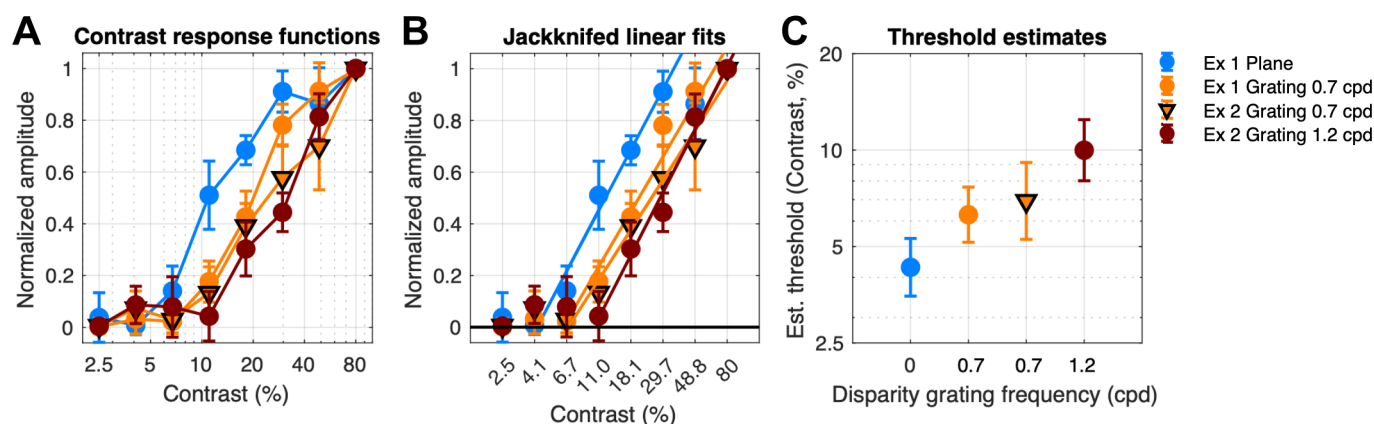 A
Contrast response functions
Normalized amplitude
1
0.8
0.6
0.4
0.2
0
2.5 5 10 20 40 80
Contrast (%)
B
Jackknifed linear fits
Normalized amplitude
1
0.8
0.6
0.4
0.2
0
2.5 4.1 6.7 11.0 18.1 29.7 48.8 80
Contrast (%)
C
Threshold estimates
Est. threshold (Contrast, %)
20
10
5
2.5
0 0.7 0.7 1.2
Disparity grating frequency (cpd)
Ex 1 Plane
Ex 1 Grating 0.7 cpd
Ex 2 Grating 0.7 cpd
Ex 2 Grating 1.2 cpd